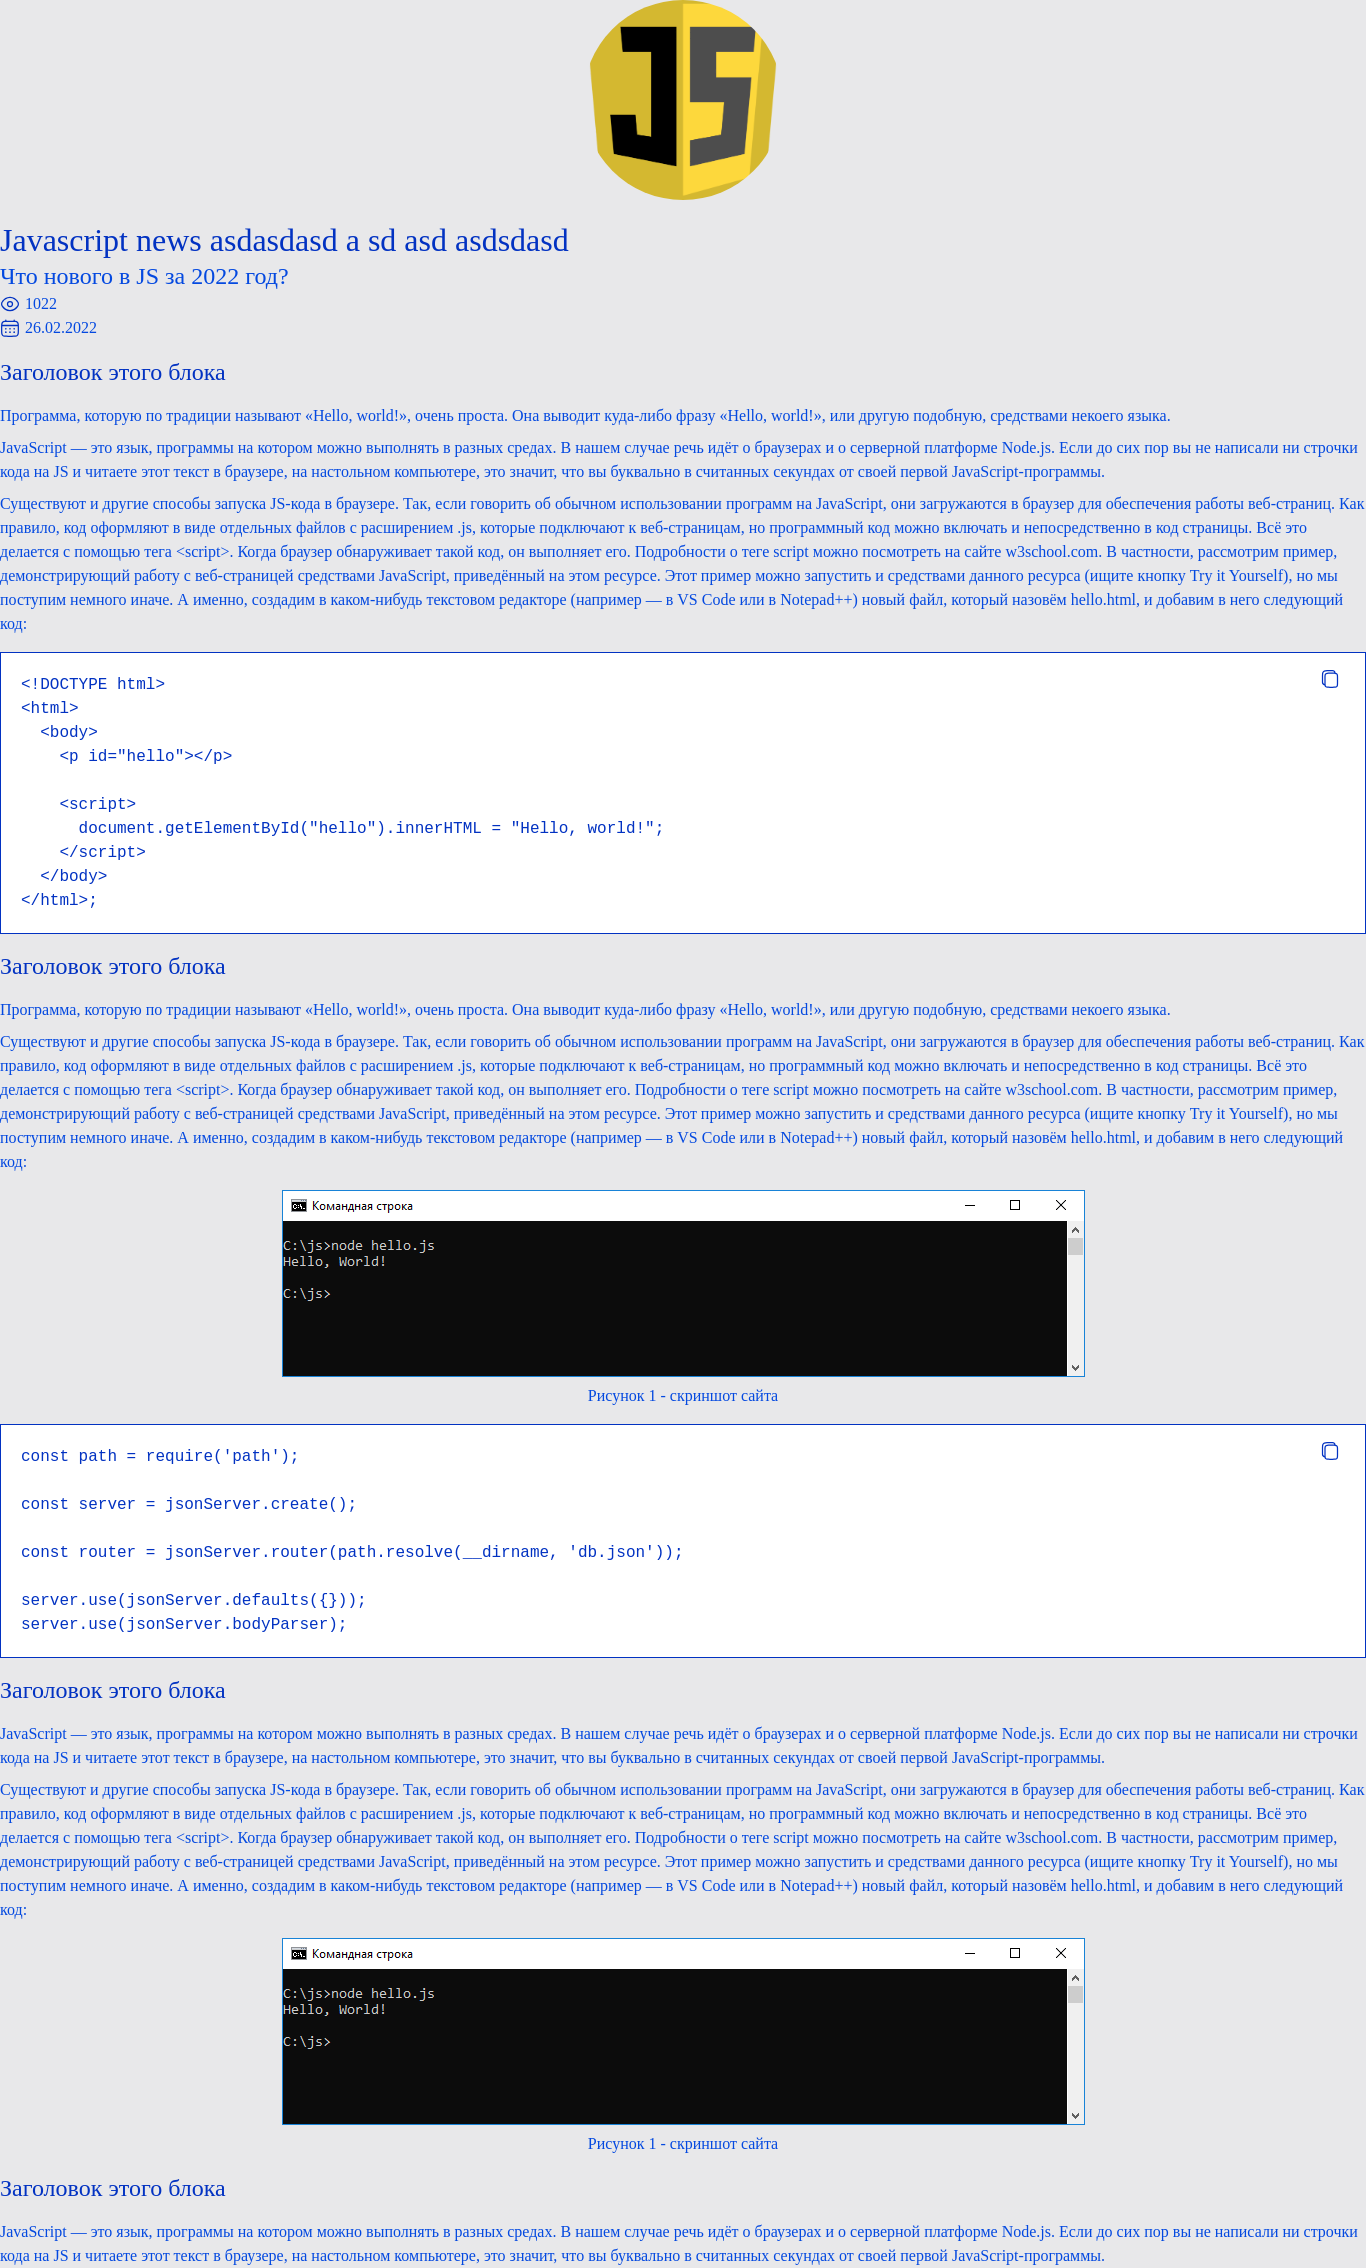 JS
Javascript news asdasdasd a sd asd asdsdasd
Что нового в JS за 2022 год?
1022
26.02.2022
Заголовок этого блока
Программа, которую по традиции называют «Hello, world!», очень проста. Она выводит куда-либо фразу «Hello, world!», или другую подобную, средствами некоего языка.
JavaScript — это язык, программы на котором можно выполнять в разных средах. В нашем случае речь идёт о браузерах и о серверной платформе Node.js. Если до сих пор вы не написали ни строчки
кода на JS и читаете этот текст в браузере, на настольном компьютере, это значит, что вы буквально в считанных секундах от своей первой JavaScript-программы.
Существуют и другие способы запуска JS-кода в браузере. Так, если говорить об обычном использовании программ на JavaScript, они загружаются в браузер для обеспечения работы веб-страниц. Как
правило, код оформляют в виде отдельных файлов с расширением .js, которые подключают к веб-страницам, но программный код можно включать и непосредственно в код страницы. Всё это
делается с помощью тега <script>. Когда браузер обнаруживает такой код, он выполняет его. Подробности о теге script можно посмотреть на сайте w3school.com. В частности, рассмотрим пример,
демонстрирующий работу с веб-страницей средствами JavaScript, приведённый на этом ресурсе. Этот пример можно запустить и средствами данного ресурса (ищите кнопку Try it Yourself), но мы
поступим немного иначе. А именно, создадим в каком-нибудь текстовом редакторе (например — в VS Code или в Notepad++) новый файл, который назовём hello.html, и добавим в него следующий
код:
<!DOCTYPE html>
<html>
  <body>
    <p id="hello"></p>

    <script>
      document.getElementById("hello").innerHTML = "Hello, world!";
    </script>
  </body>
</html>;
Заголовок этого блока
Программа, которую по традиции называют «Hello, world!», очень проста. Она выводит куда-либо фразу «Hello, world!», или другую подобную, средствами некоего языка.
Существуют и другие способы запуска JS-кода в браузере. Так, если говорить об обычном использовании программ на JavaScript, они загружаются в браузер для обеспечения работы веб-страниц. Как
правило, код оформляют в виде отдельных файлов с расширением .js, которые подключают к веб-страницам, но программный код можно включать и непосредственно в код страницы. Всё это
делается с помощью тега <script>. Когда браузер обнаруживает такой код, он выполняет его. Подробности о теге script можно посмотреть на сайте w3school.com. В частности, рассмотрим пример,
демонстрирующий работу с веб-страницей средствами JavaScript, приведённый на этом ресурсе. Этот пример можно запустить и средствами данного ресурса (ищите кнопку Try it Yourself), но мы
поступим немного иначе. А именно, создадим в каком-нибудь текстовом редакторе (например — в VS Code или в Notepad++) новый файл, который назовём hello.html, и добавим в него следующий
код:
Командная строка
C:\js>node hello.js
Hello, World!
C:\js>
Рисунок 1 - скриншот сайта
const path = require('path');

const server = jsonServer.create();

const router = jsonServer.router(path.resolve(__dirname, 'db.json'));

server.use(jsonServer.defaults({}));
server.use(jsonServer.bodyParser);
Заголовок этого блока
JavaScript — это язык, программы на котором можно выполнять в разных средах. В нашем случае речь идёт о браузерах и о серверной платформе Node.js. Если до сих пор вы не написали ни строчки
кода на JS и читаете этот текст в браузере, на настольном компьютере, это значит, что вы буквально в считанных секундах от своей первой JavaScript-программы.
Существуют и другие способы запуска JS-кода в браузере. Так, если говорить об обычном использовании программ на JavaScript, они загружаются в браузер для обеспечения работы веб-страниц. Как
правило, код оформляют в виде отдельных файлов с расширением .js, которые подключают к веб-страницам, но программный код можно включать и непосредственно в код страницы. Всё это
делается с помощью тега <script>. Когда браузер обнаруживает такой код, он выполняет его. Подробности о теге script можно посмотреть на сайте w3school.com. В частности, рассмотрим пример,
демонстрирующий работу с веб-страницей средствами JavaScript, приведённый на этом ресурсе. Этот пример можно запустить и средствами данного ресурса (ищите кнопку Try it Yourself), но мы
поступим немного иначе. А именно, создадим в каком-нибудь текстовом редакторе (например — в VS Code или в Notepad++) новый файл, который назовём hello.html, и добавим в него следующий
код:
Командная строка
C:\js>node hello.js
Hello, World!
C:\js>
Рисунок 1 - скриншот сайта
Заголовок этого блока
JavaScript — это язык, программы на котором можно выполнять в разных средах. В нашем случае речь идёт о браузерах и о серверной платформе Node.js. Если до сих пор вы не написали ни строчки
кода на JS и читаете этот текст в браузере, на настольном компьютере, это значит, что вы буквально в считанных секундах от своей первой JavaScript-программы.